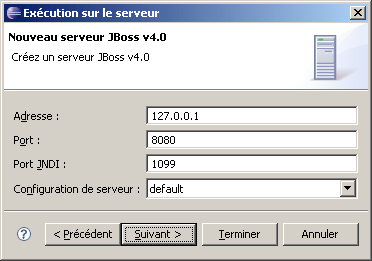 Exécution sur le serveur
Nouveau serveur JBoss v4.0
Créez un serveur JBoss v4.0
Adresse : 127.0.0.1
Port : 8080
Port JNDI : 1099
Configuration de serveur : default
? < Précédent Suivant > Terminer Annuler